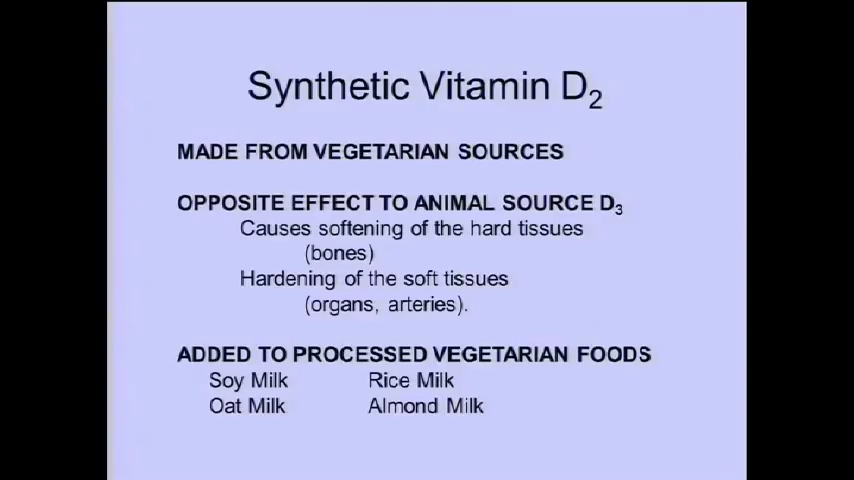 Synthetic Vitamin D₂
MADE FROM VEGETARIAN SOURCES
OPPOSITE EFFECT TO ANIMAL SOURCE D₃
Causes softening of the hard tissues
(bones)
Hardening of the soft tissues
(organs, arteries).
ADDED TO PROCESSED VEGETARIAN FOODS
Soy Milk Rice Milk
Oat Milk Almond Milk